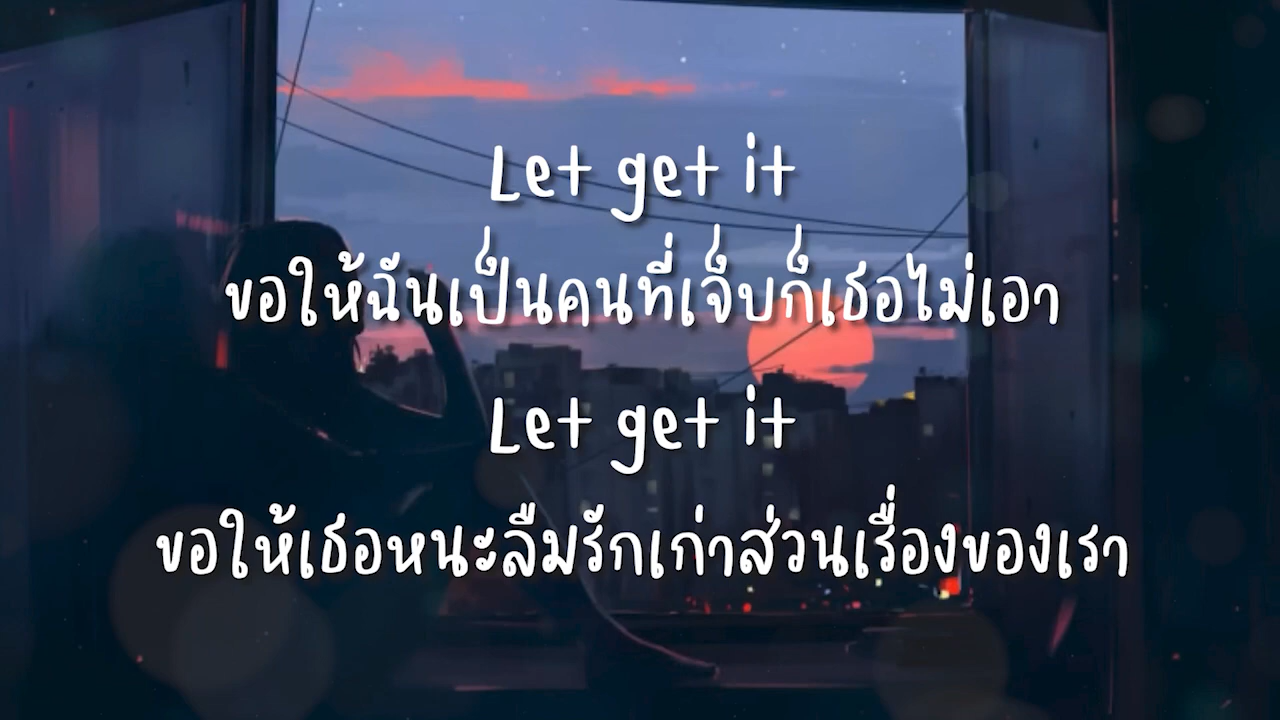 Let get it
ขอให้ฉันเป็นคนที่เจ็บก็เธอไม่เอา
Let get it
ขอให้เธอหนะลืมรักเก่าส่วนเรื่องของเรา